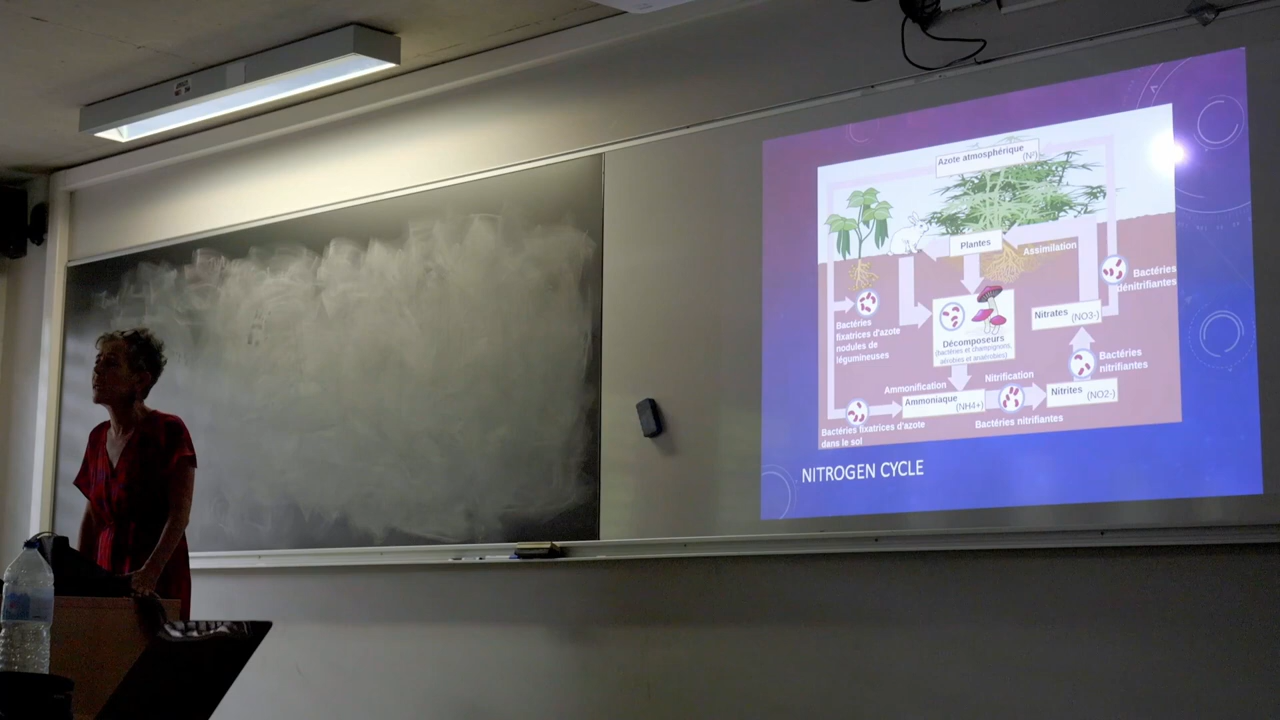 Azote atmosphérique
(N²)
Plantes
Assimilation
Bactéries
dénitrifiantes
Bactéries
fixatrices d'azote
nodules de
légumineuses
Décomposeurs
(bactéries et champignons,
aérobies et anaérobies)
Nitrates (NO3-)
Bactéries
nitrifiantes
Ammonification
Nitrification
Ammoniaque
(NH4+)
Nitrites (NO2-)
Bactéries nitrifiantes
Bactéries fixatrices d'azote
dans le sol
NITROGEN CYCLE